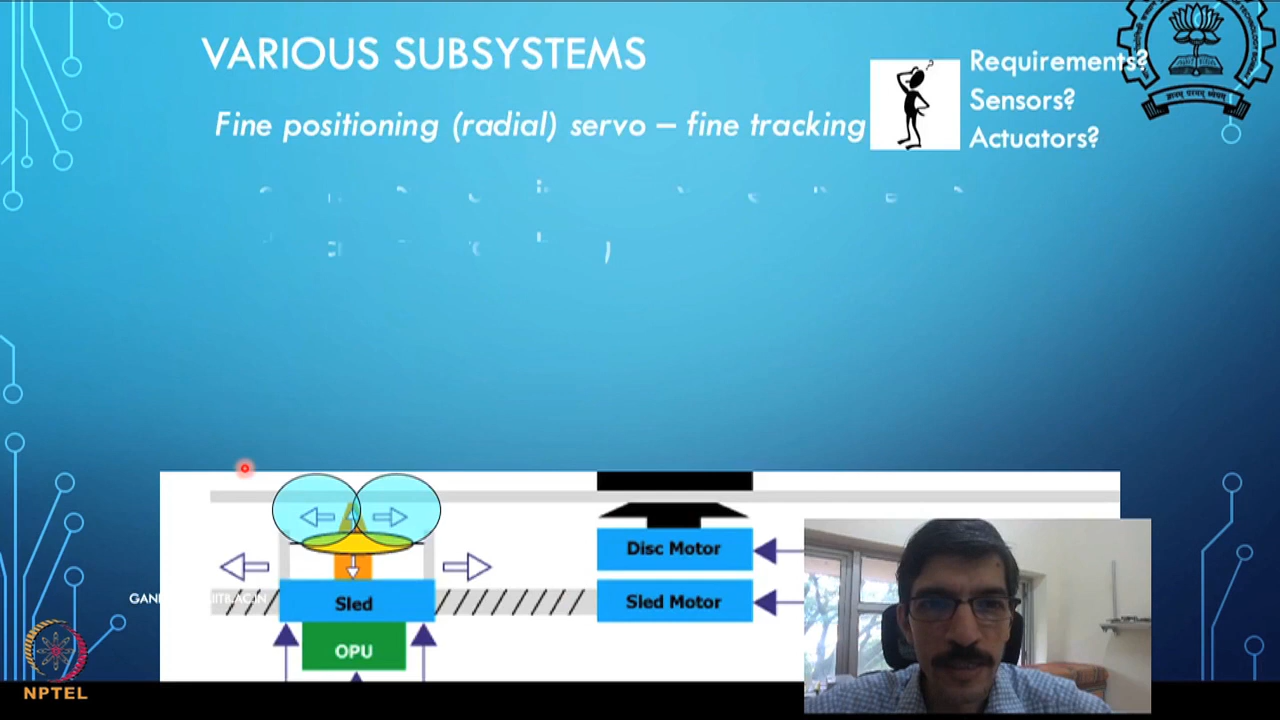 VARIOUS SUBSYSTEMS
Requirements?
Sensors?
Actuators?
Fine positioning (radial) servo – fine tracking
Disc Motor
Sled
Sled Motor
OPU
NPTEL